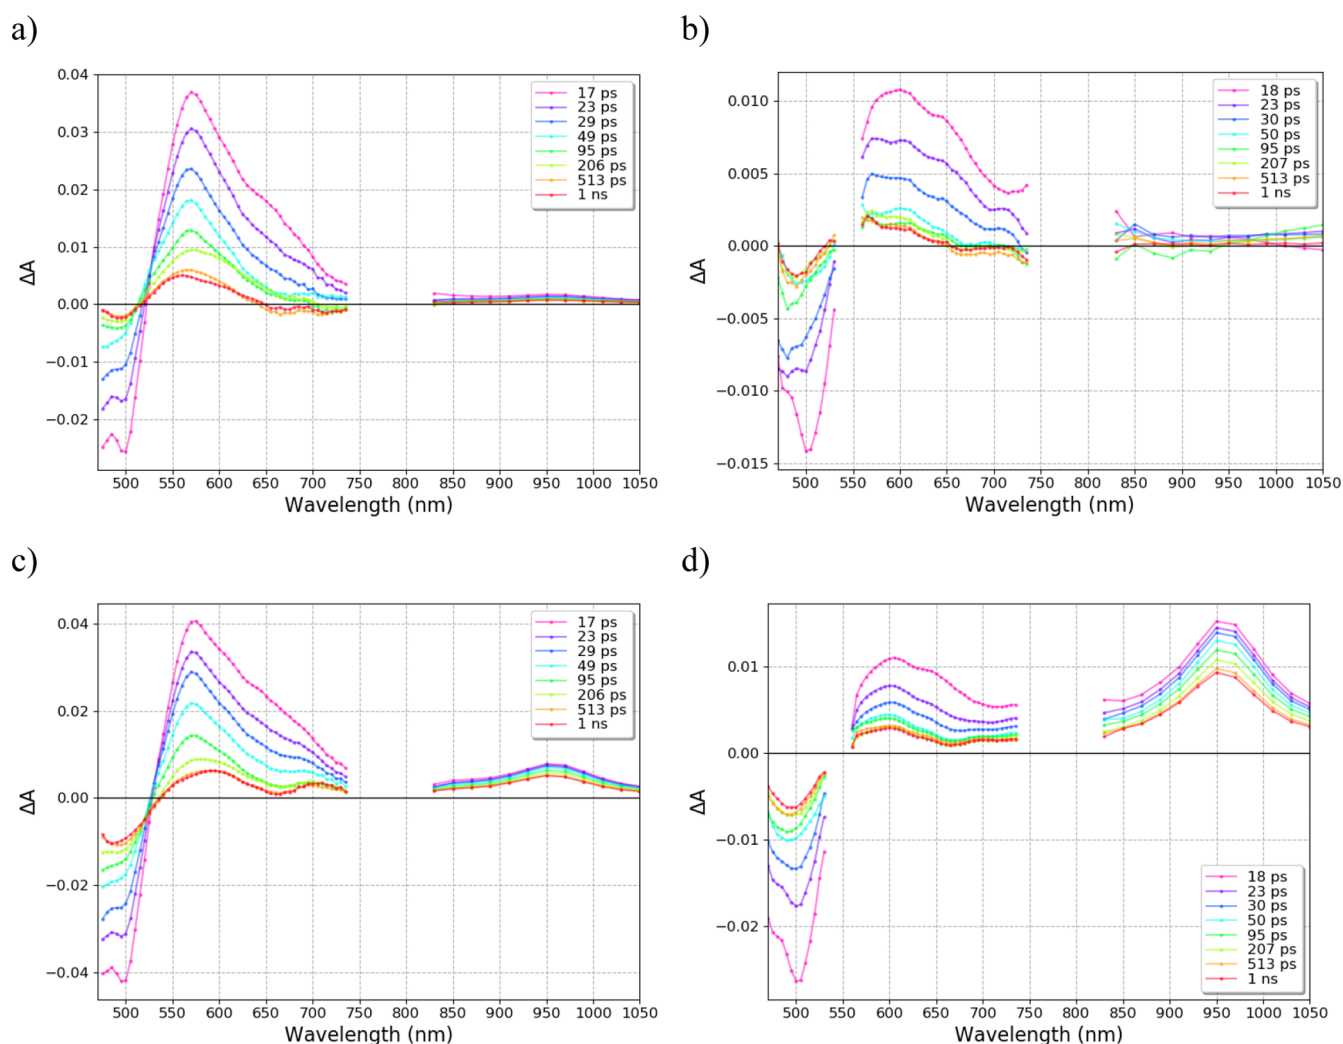 a)
0.04
0.03
0.02
0.01
0.00
−0.01
−0.02
ΔA
17 ps
23 ps
29 ps
49 ps
95 ps
206 ps
513 ps
1 ns
500 550 600 650 700 750 800 850 900 950 1000 1050
Wavelength (nm)
b)
0.010
0.005
0.000
−0.005
−0.010
−0.015
ΔA
18 ps
23 ps
30 ps
50 ps
95 ps
207 ps
513 ps
1 ns
500 550 600 650 700 750 800 850 900 950 1000 1050
Wavelength (nm)
c)
0.04
0.02
0.00
−0.02
−0.04
ΔA
17 ps
23 ps
29 ps
49 ps
95 ps
206 ps
513 ps
1 ns
500 550 600 650 700 750 800 850 900 950 1000 1050
Wavelength (nm)
d)
0.01
0.00
−0.01
−0.02
ΔA
18 ps
23 ps
30 ps
50 ps
95 ps
207 ps
513 ps
1 ns
500 550 600 650 700 750 800 850 900 950 1000 1050
Wavelength (nm)